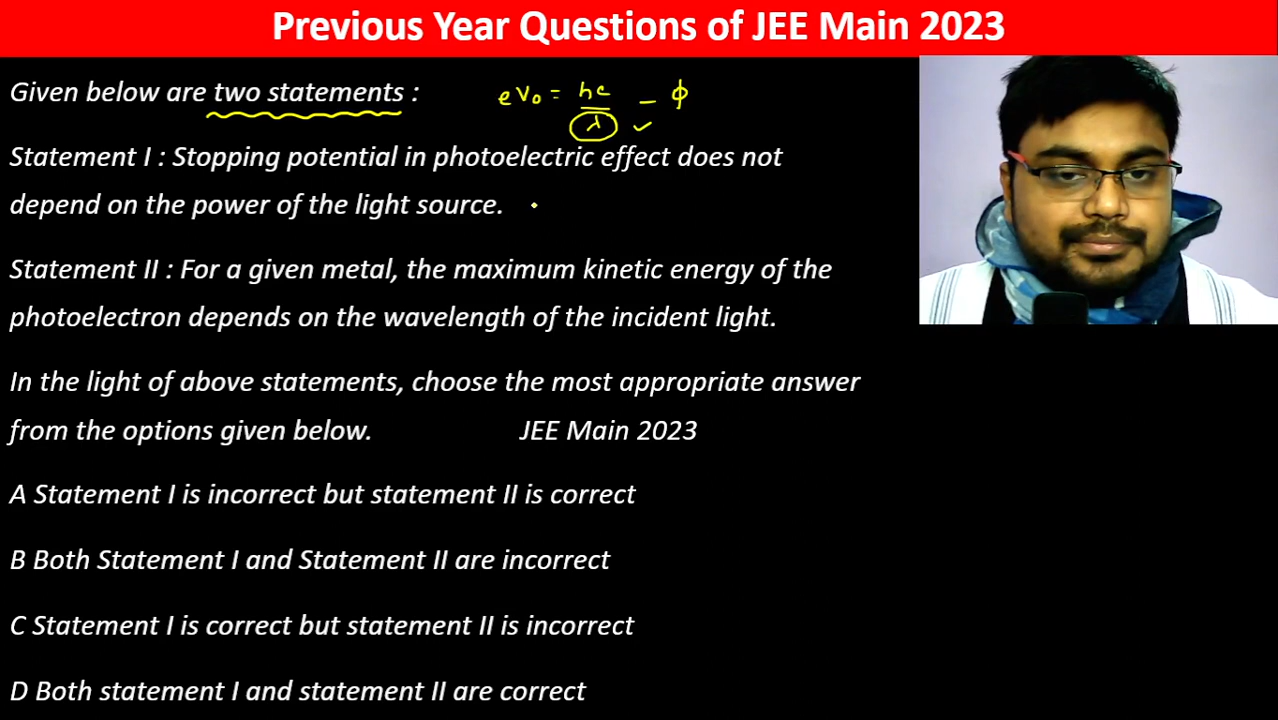 Previous Year Questions of JEE Main 2023
Given below are two statements :
eV₀ = hc/λ – ϕ ✓
Statement I : Stopping potential in photoelectric effect does not
depend on the power of the light source.
Statement II : For a given metal, the maximum kinetic energy of the
photoelectron depends on the wavelength of the incident light.
In the light of above statements, choose the most appropriate answer
from the options given below.
JEE Main 2023
A Statement I is incorrect but statement II is correct
B Both Statement I and Statement II are incorrect
C Statement I is correct but statement II is incorrect
D Both statement I and statement II are correct